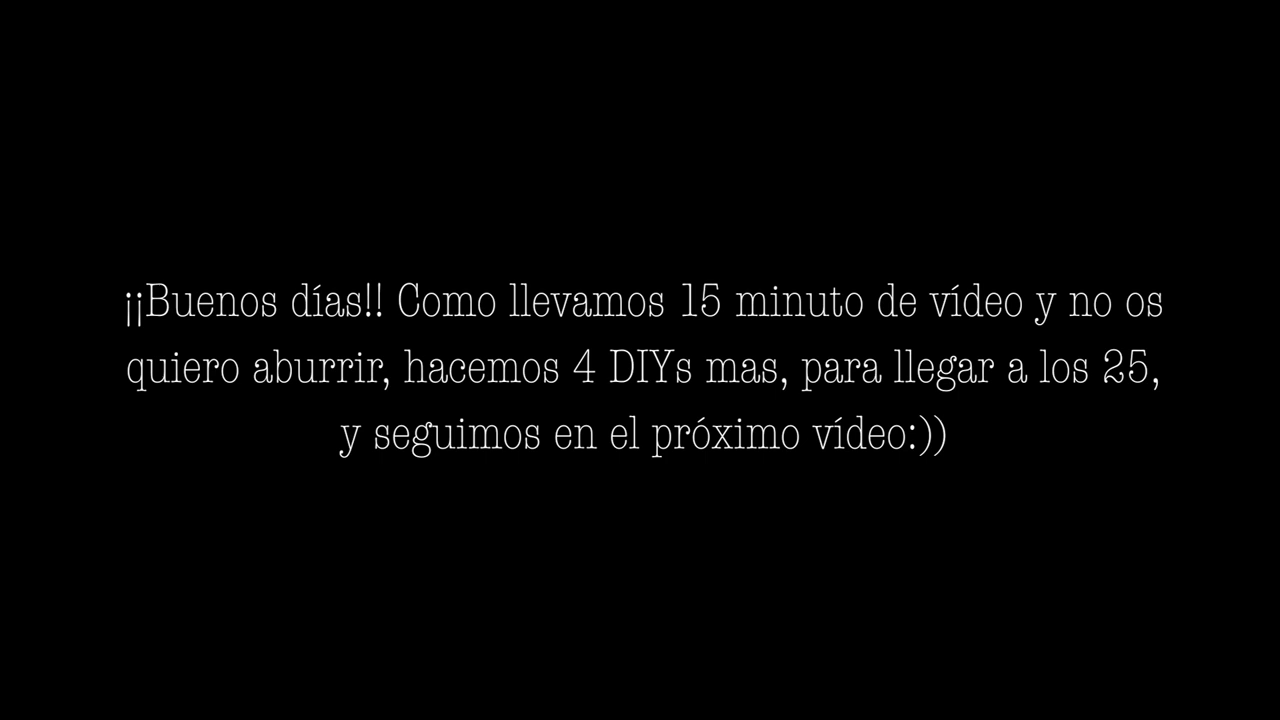 ¡¡Buenos días!! Como llevamos 15 minuto de vídeo y no os
quiero aburrir, hacemos 4 DIYs mas, para llegar a los 25,
y seguimos en el próximo vídeo:))